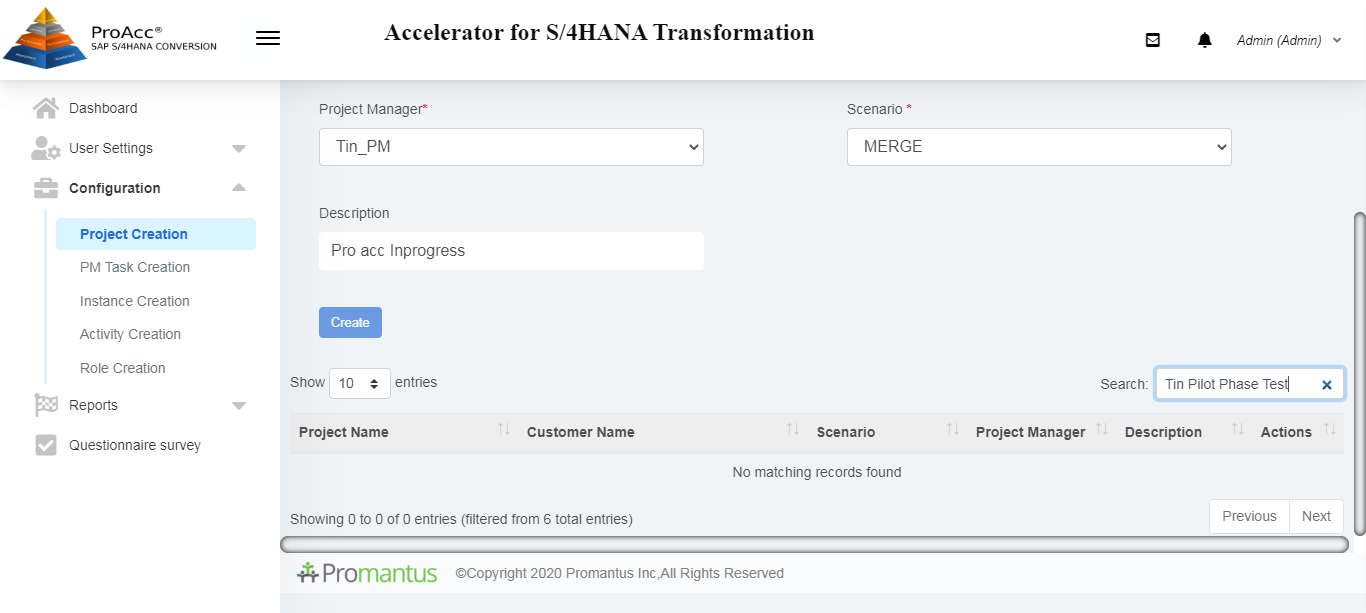 ProAcc®
SAP S/4HANA CONVERSION
Accelerator for S/4HANA Transformation
Admin (Admin)
Dashboard
User Settings
Configuration
Project Creation
PM Task Creation
Instance Creation
Activity Creation
Role Creation
Reports
Questionnaire survey
Project Manager* Scenario *
Tin_PM MERGE
Description
Pro acc Inprogress
Create
Show 10 entries Search: Tin Pilot Phase Test
Project Name Customer Name Scenario Project Manager Description Actions
No matching records found
Showing 0 to 0 of 0 entries (filtered from 6 total entries) Previous Next
Promantus ©Copyright 2020 Promantus Inc,All Rights Reserved